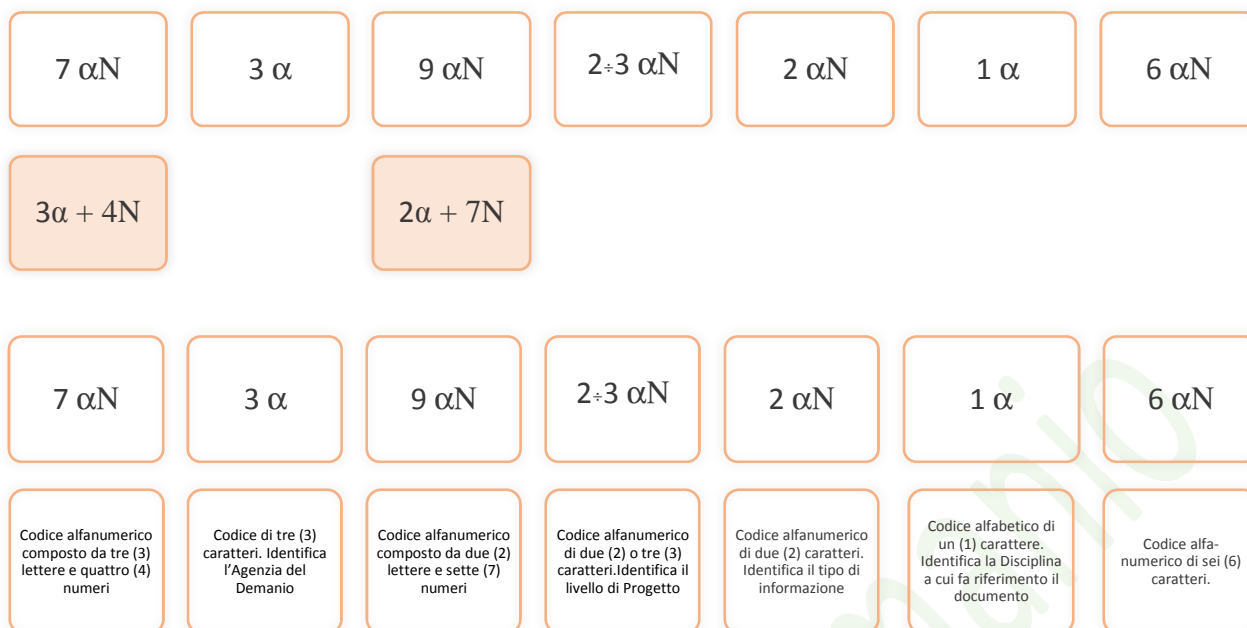 7 αN
3 α
9 αN
2÷3 αN
2 αN
1 α
6 αN
3α + 4N
2α + 7N
7 αN
3 α
9 αN
2÷3 αN
2 αN
1 α
6 αN
Codice alfanumerico
composto da tre (3)
lettere e quattro (4)
numeri
Codice di tre (3)
caratteri. Identifica
l’Agenzia del
Demanio
Codice alfanumerico
composto da due (2)
lettere e sette (7)
numeri
Codice alfanumerico
di due (2) o tre (3)
caratteri.Identifica il
livello di Progetto
Codice alfanumerico
di due (2) caratteri.
Identifica il tipo di
informazione
Codice alfabetico di
un (1) carattere.
Identifica la Disciplina
a cui fa riferimento il
documento
Codice alfa-
numerico di sei (6)
caratteri.